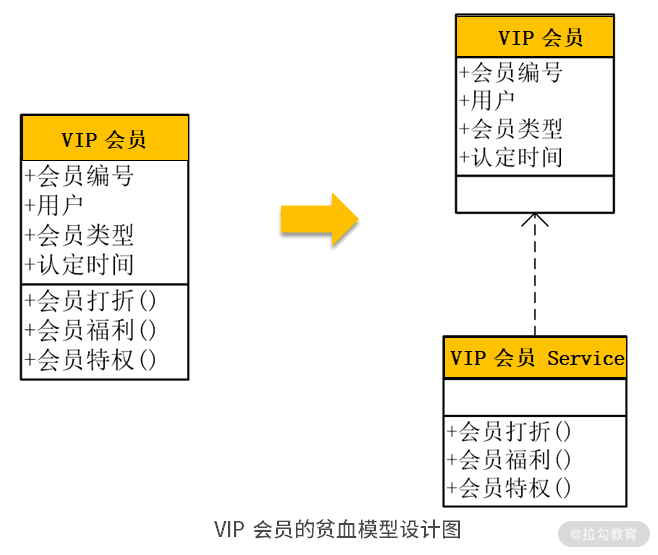 VIP 会员
+会员编号
+用户
+会员类型
+认定时间
+会员打折()
+会员福利()
+会员特权()
VIP 会员
+会员编号
+用户
+会员类型
+认定时间
VIP 会员 Service
+会员打折()
+会员福利()
+会员特权()
VIP 会员的贫血模型设计图
@拉勾教育